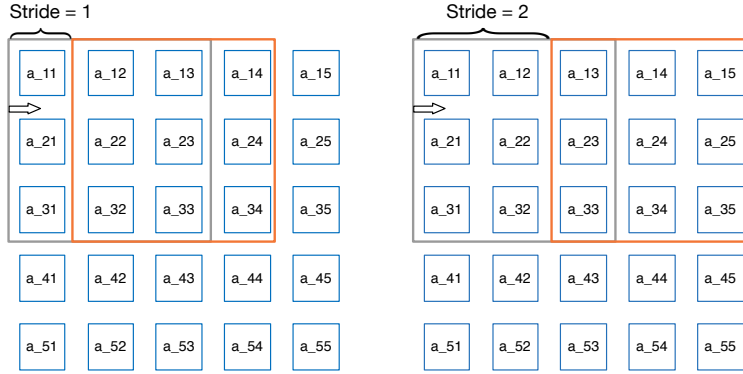 Stride = 1 Stride = 2
a_11 a_12 a_13 a_14 a_15 a_11 a_12 a_13 a_14 a_15
a_21 a_22 a_23 a_24 a_25 a_21 a_22 a_23 a_24 a_25
a_31 a_32 a_33 a_34 a_35 a_31 a_32 a_33 a_34 a_35
a_41 a_42 a_43 a_44 a_45 a_41 a_42 a_43 a_44 a_45
a_51 a_52 a_53 a_54 a_55 a_51 a_52 a_53 a_54 a_55